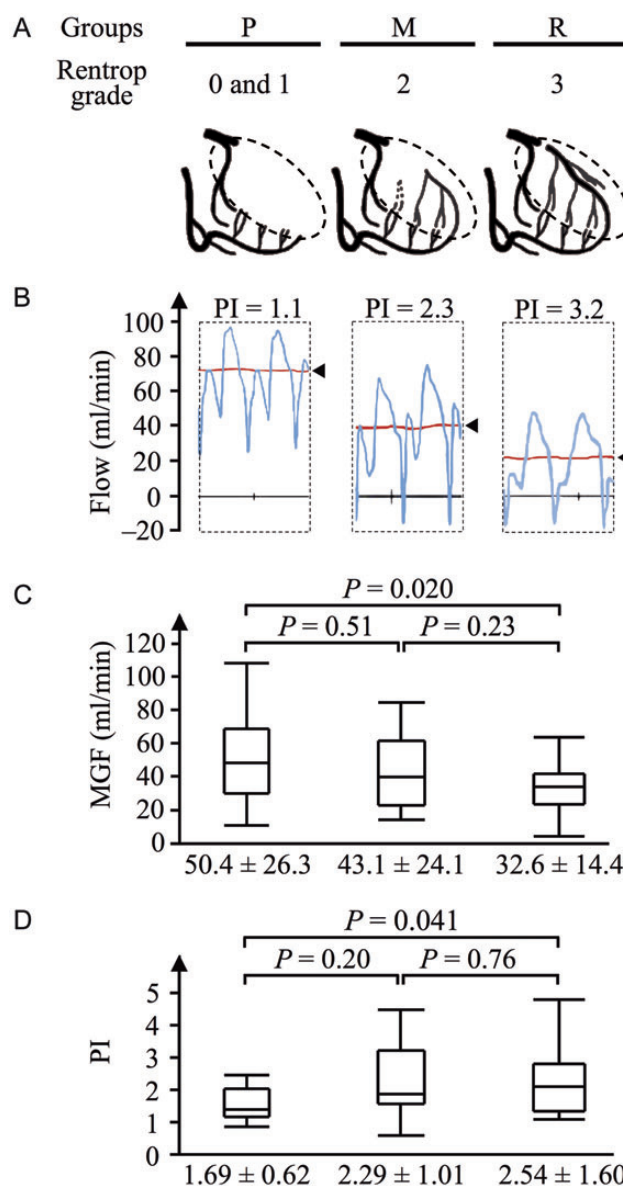 A Groups P M R
Rentrop
grade 0 and 1 2 3
B PI = 1.1 PI = 2.3 PI = 3.2
Flow (ml/min)
100
80
60
40
20
0
–20
C P = 0.020
P = 0.51 P = 0.23
MGF (ml/min)
120
100
80
60
40
20
0
50.4 ± 26.3 43.1 ± 24.1 32.6 ± 14.4
D P = 0.041
P = 0.20 P = 0.76
PI
5
4
3
2
1
0
1.69 ± 0.62 2.29 ± 1.01 2.54 ± 1.60